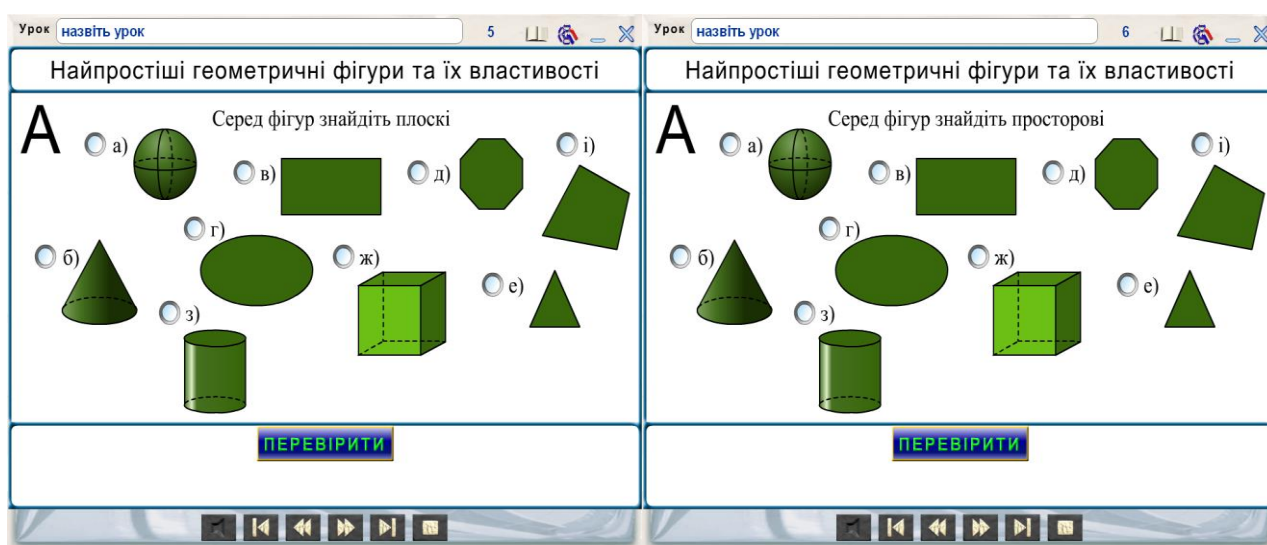 Урок назвіть урок 5
Найпростіші геометричні фігури та їх властивості
А
Серед фігур знайдіть плоскі
а)
в)
д)
і)
г)
б)
ж)
е)
з)
ПЕРЕВІРИТИ
Урок назвіть урок 6
Найпростіші геометричні фігури та їх властивості
А
Серед фігур знайдіть просторові
а)
в)
д)
і)
г)
б)
ж)
е)
з)
ПЕРЕВІРИТИ